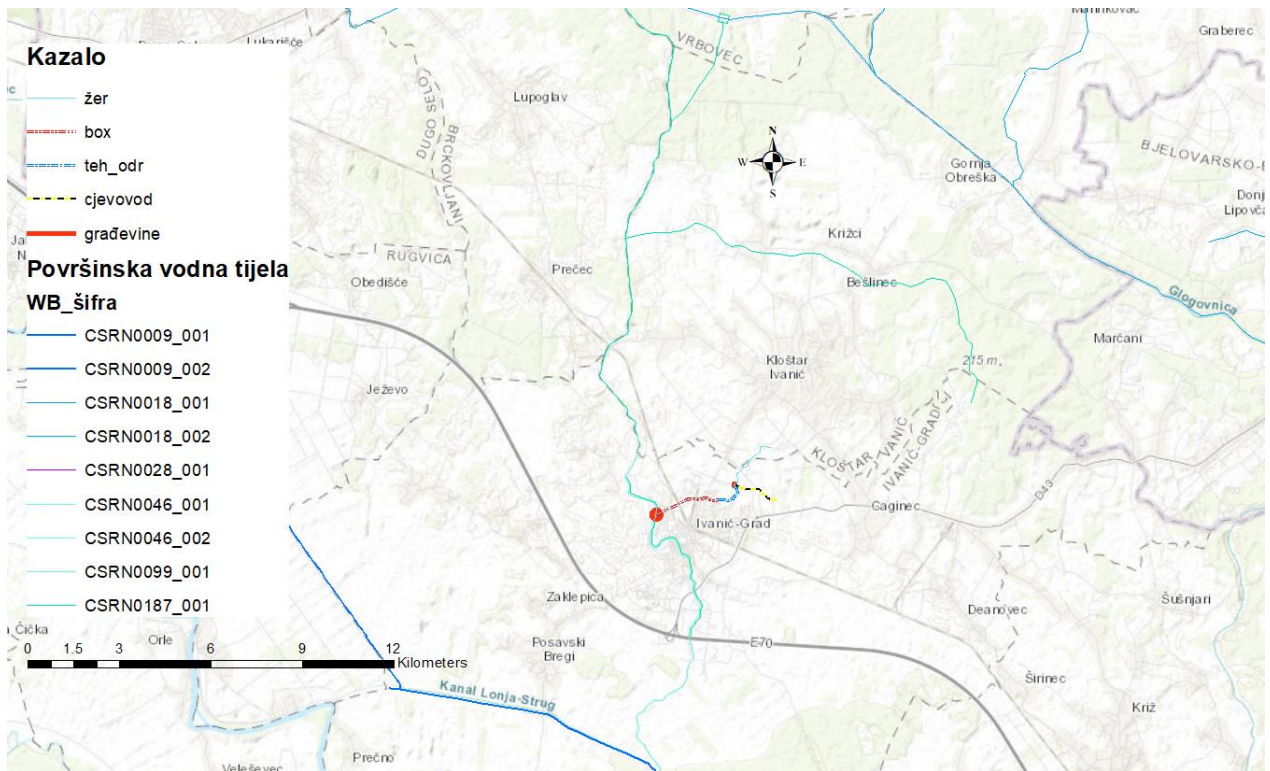 Kazalo
žer
box
teh_odr
cjevovod
građevine
Površinska vodna tijela
WB_šifra
CSRN0009_001
CSRN0009_002
CSRN0018_001
CSRN0018_002
CSRN0028_001
CSRN0046_001
CSRN0046_002
CSRN0099_001
CSRN0187_001
0 1.5 3 6 9 12
Kilometers
N
W E
S
Lupoglav
VRBOVEC
Graberec
DUGO SELO
BRCKOVLJANI
RUGVICA
Obedišće
Prečec
Gornja
Obreška
BJELOVARSKO-B
Križci
Bešlinec
Glogovnica
Marčani
Kloštar
Ivanić
215 m.
Ježevo
KLOŠTAR IVANIĆ
IVANIĆ-GRAD
Caginec
D43
Ivanić-Grad
Zaklepica
Deanovec
Šušnjari
Čička
Orle
Posavski
Bregi
E70
Širinec
Križ
Kanal Lonja-Strug
Prečno
Veleševec